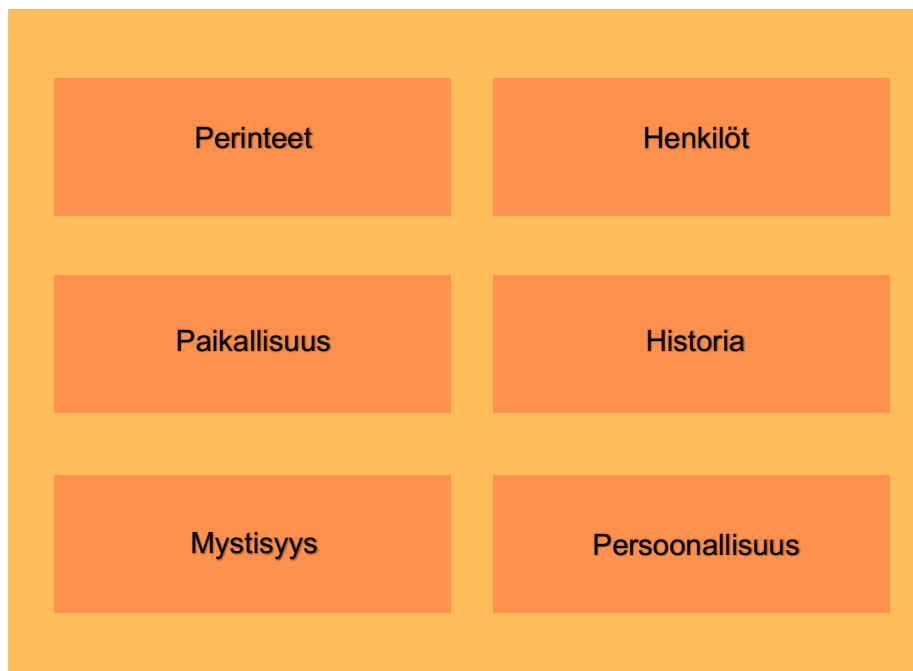 Perinteet
Henkilöt
Paikallisuus
Historia
Mystisyys
Persoonallisuus